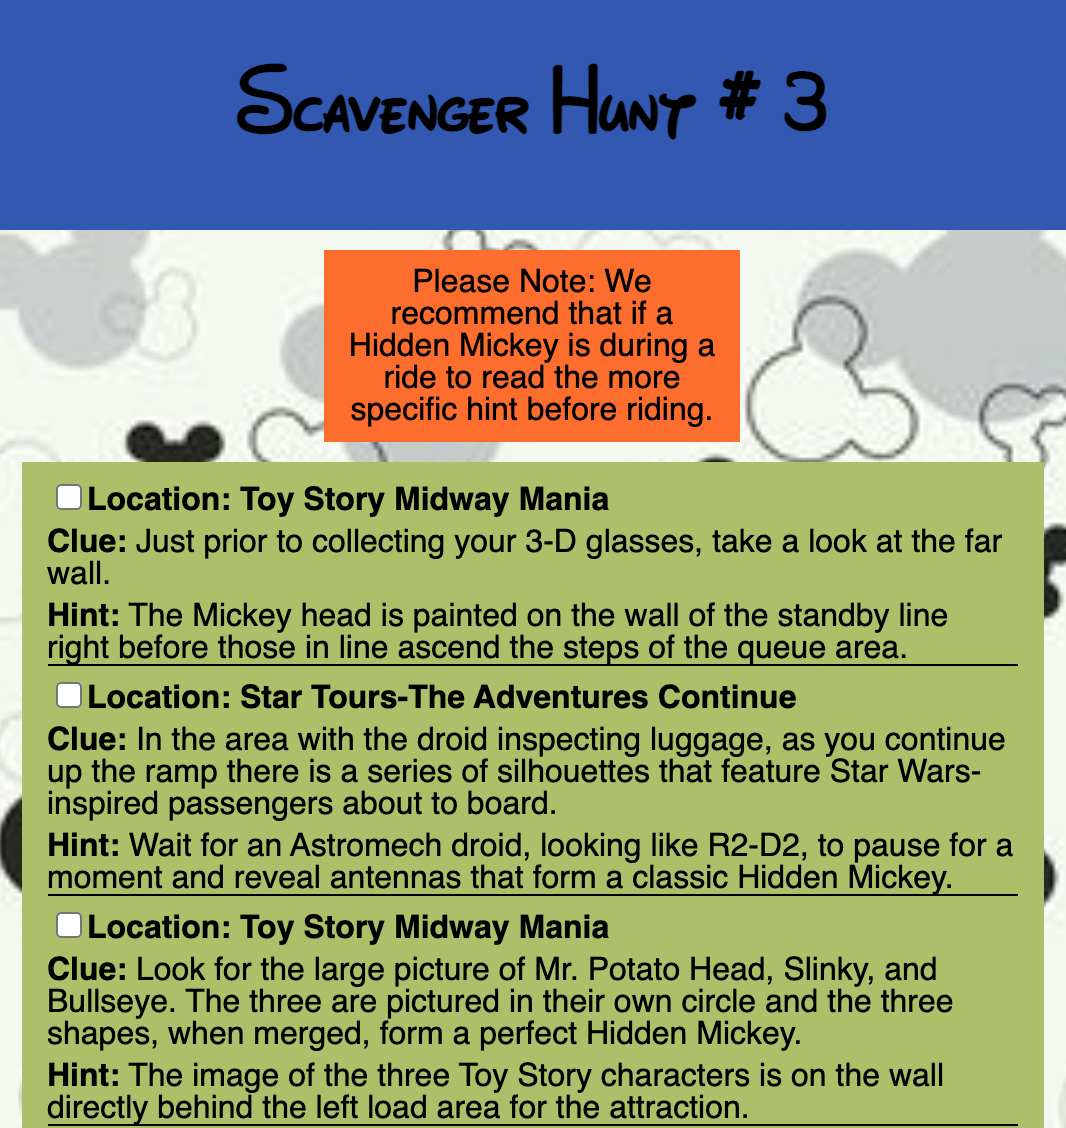 Scavenger Hunt # 3
Please Note: We
recommend that if a
Hidden Mickey is during a
ride to read the more
specific hint before riding.
Location: Toy Story Midway Mania
Clue: Just prior to collecting your 3-D glasses, take a look at the far
wall.
Hint: The Mickey head is painted on the wall of the standby line
right before those in line ascend the steps of the queue area.
Location: Star Tours-The Adventures Continue
Clue: In the area with the droid inspecting luggage, as you continue
up the ramp there is a series of silhouettes that feature Star Wars-
inspired passengers about to board.
Hint: Wait for an Astromech droid, looking like R2-D2, to pause for a
moment and reveal antennas that form a classic Hidden Mickey.
Location: Toy Story Midway Mania
Clue: Look for the large picture of Mr. Potato Head, Slinky, and
Bullseye. The three are pictured in their own circle and the three
shapes, when merged, form a perfect Hidden Mickey.
Hint: The image of the three Toy Story characters is on the wall
directly behind the left load area for the attraction.